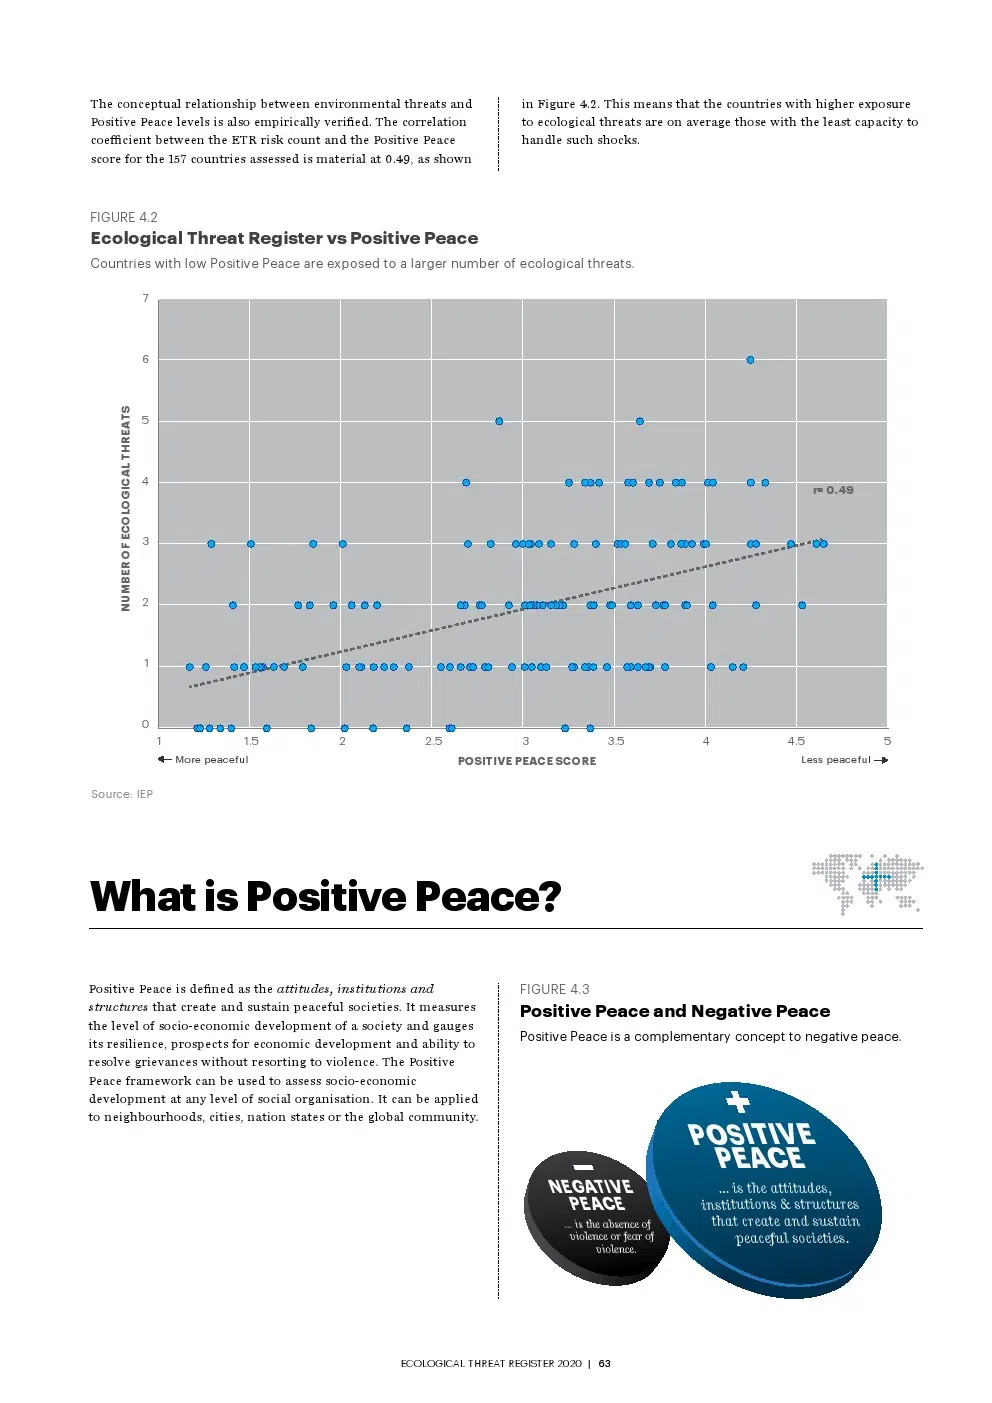 The conceptual relationship between environmental threats and
Positive Peace levels is also empirically verified. The correlation
coefficient between the ETR risk count and the Positive Peace
score for the 157 countries assessed is material at 0.49, as shown
in Figure 4.2. This means that the countries with higher exposure
to ecological threats are on average those with the least capacity to
handle such shocks.
FIGURE 4.2
Ecological Threat Register vs Positive Peace
Countries with low Positive Peace are exposed to a larger number of ecological threats.
NUMBER OF ECOLOGICAL THREATS
7
6
5
4
3
2
1
0
r= 0.49
1 1.5 2 2.5 3 3.5 4 4.5 5
More peaceful
POSITIVE PEACE SCORE
Less peaceful
Source: IEP
What is Positive Peace?
Positive Peace is defined as the attitudes, institutions and
structures that create and sustain peaceful societies. It measures
the level of socio-economic development of a society and gauges
its resilience, prospects for economic development and ability to
resolve grievances without resorting to violence. The Positive
Peace framework can be used to assess socio-economic
development at any level of social organisation. It can be applied
to neighbourhoods, cities, nation states or the global community.
FIGURE 4.3
Positive Peace and Negative Peace
Positive Peace is a complementary concept to negative peace.
NEGATIVE
PEACE
... is the absence of
violence or fear of
violence.
POSITIVE
PEACE
... is the attitudes,
institutions & structures
that create and sustain
peaceful societies.
ECOLOGICAL THREAT REGISTER 2020 | 63